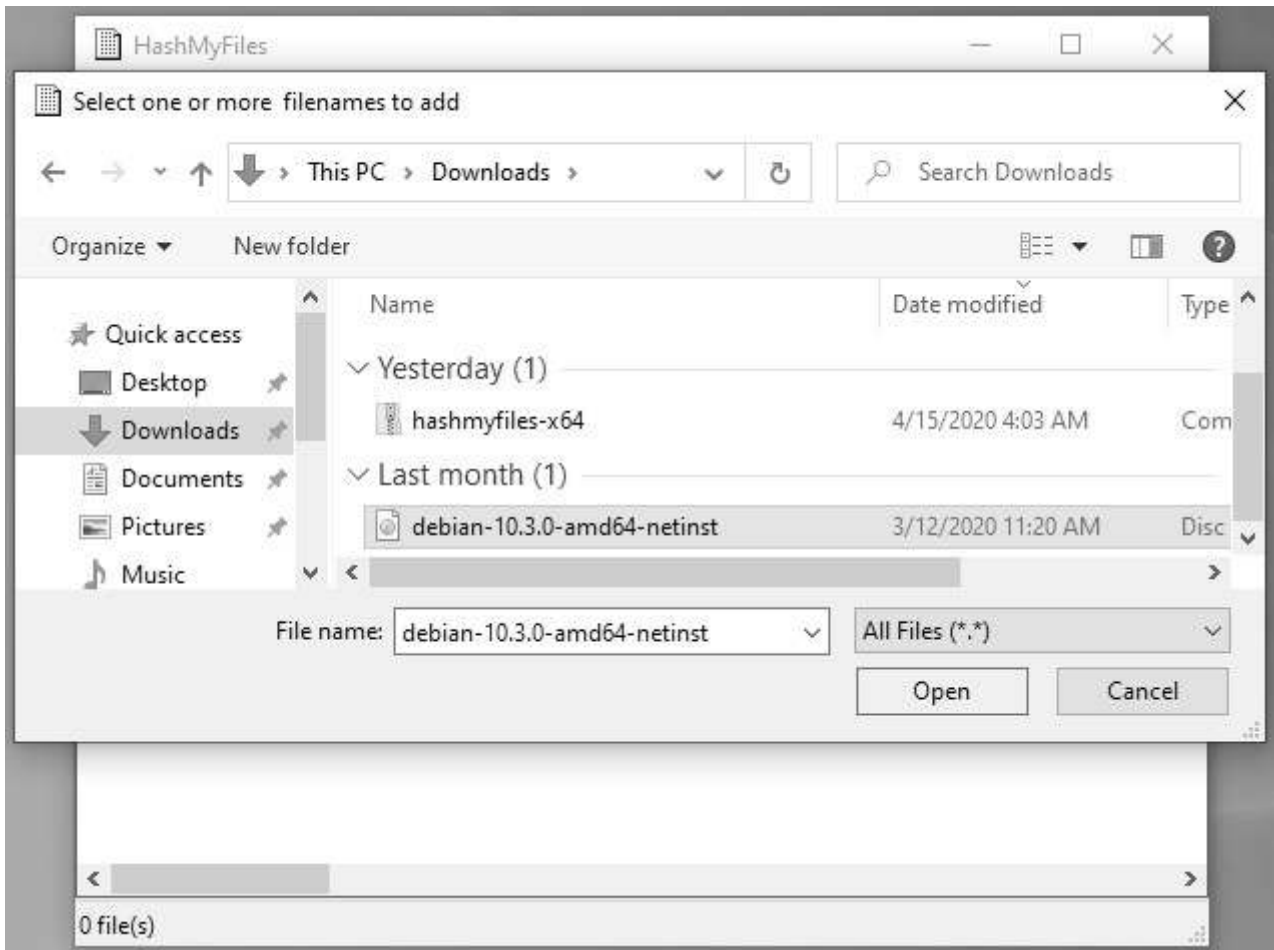 HashMyFiles
Select one or more filenames to add
This PC > Downloads >
Search Downloads
Organize
New folder
Name
Date modified
Type
Quick access
Desktop
Downloads
Documents
Pictures
Music
Yesterday (1)
hashmyfiles-x64
4/15/2020 4:03 AM
Com
Last month (1)
debian-10.3.0-amd64-netinst
3/12/2020 11:20 AM
Disc
File name:
debian-10.3.0-amd64-netinst
All Files (*.*)
Open
Cancel
0 file(s)